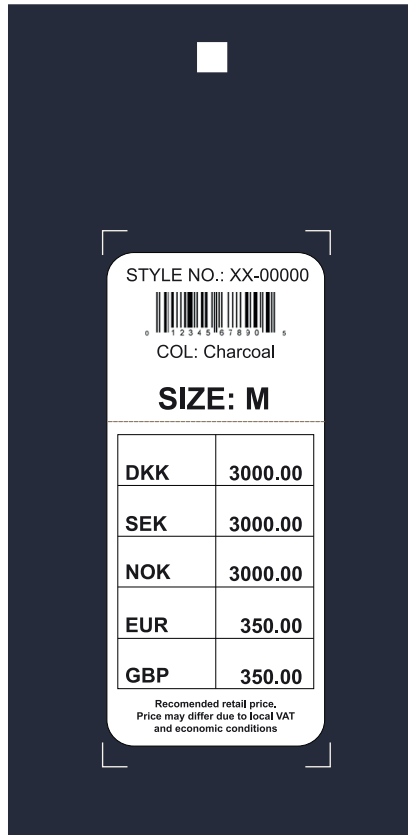 STYLE NO.: XX-00000
0 12345 67890 5
COL: Charcoal
SIZE: M
DKK 3000.00
SEK 3000.00
NOK 3000.00
EUR 350.00
GBP 350.00
Recomended retail price.
Price may differ due to local VAT
and economic conditions